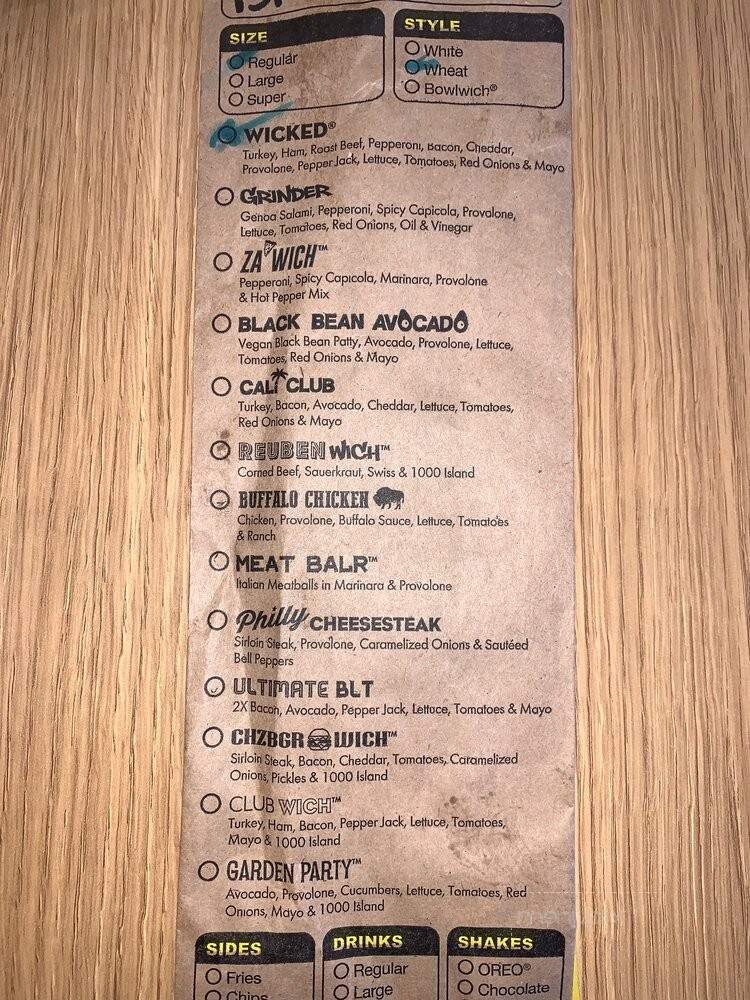 SIZE
Regular
Large
Super
STYLE
White
Wheat
Bowlwich®
WICKED®
Turkey, Ham, Roast Beef, Pepperoni, Bacon, Cheddar,
Provolone, Pepper Jack, Lettuce, Tomatoes, Red Onions & Mayo
GRINDER
Genoa Salami, Pepperoni, Spicy Capicola, Provolone,
Lettuce, Tomatoes, Red Onions, Oil & Vinegar
ZA WICH™
Pepperoni, Spicy Capicola, Marinara, Provolone
& Hot Pepper Mix
BLACK BEAN AVOCADO
Vegan Black Bean Patty, Avocado, Provolone, Lettuce,
Tomatoes, Red Onions & Mayo
CALI CLUB
Turkey, Bacon, Avocado, Cheddar, Lettuce, Tomatoes,
Red Onions & Mayo
REUBEN WICH™
Corned Beef, Sauerkraut, Swiss & 1000 Island
BUFFALO CHICKEN
Chicken, Provolone, Buffalo Sauce, Lettuce, Tomatoes
& Ranch
MEAT BALR™
Italian Meatballs in Marinara & Provolone
Philly CHEESESTEAK
Sirloin Steak, Provolone, Caramelized Onions & Sautéed
Bell Peppers
ULTIMATE BLT
2X Bacon, Avocado, Pepper Jack, Lettuce, Tomatoes & Mayo
CHZBGR WICH™
Sirloin Steak, Bacon, Cheddar, Tomatoes, Caramelized
Onions, Pickles & 1000 Island
CLUB WICH™
Turkey, Ham, Bacon, Pepper Jack, Lettuce, Tomatoes,
Mayo & 1000 Island
GARDEN PARTY™
Avocado, Provolone, Cucumbers, Lettuce, Tomatoes, Red
Onions, Mayo & 1000 Island
SIDES
Fries
Chips
DRINKS
Regular
Large
SHAKES
OREO®
Chocolate